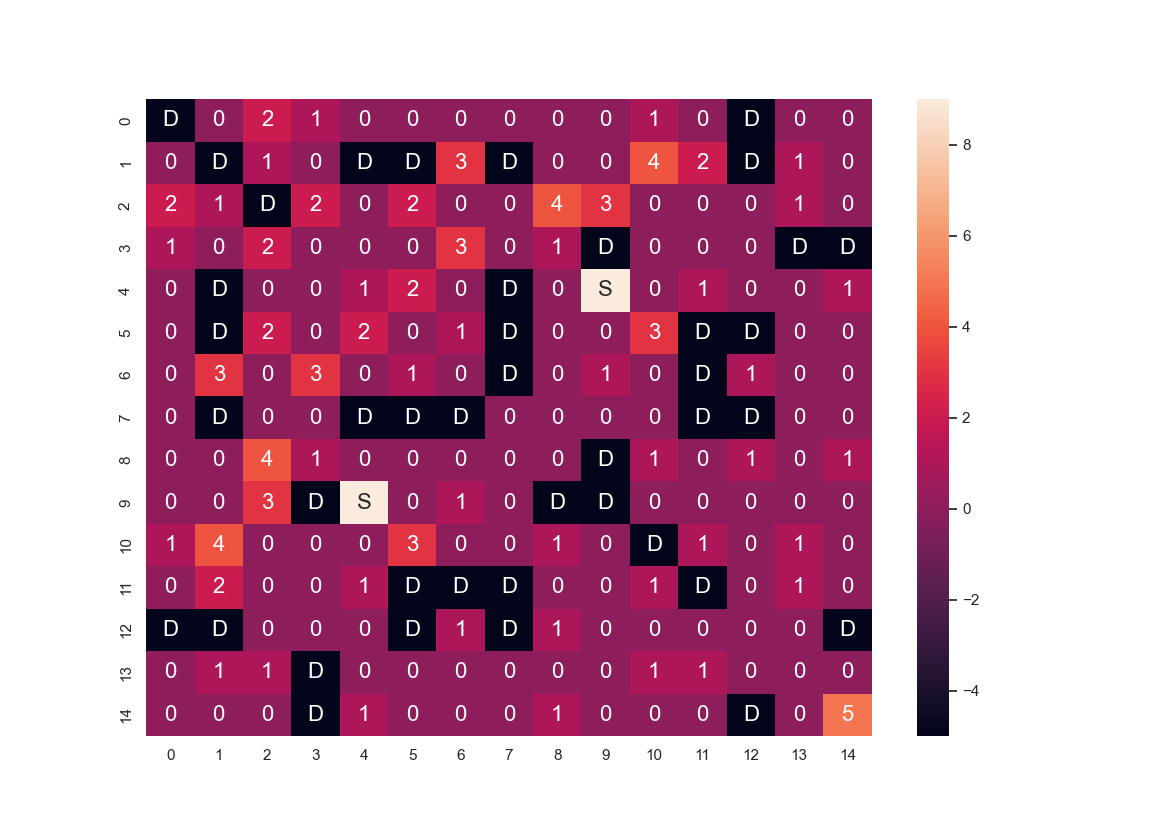 0 D 0 2 1 0 0 0 0 0 0 1 0 D 0 0
1 0 D 1 0 D D 3 D 0 0 4 2 D 1 0
2 2 1 D 2 0 2 0 0 4 3 0 0 0 1 0
3 1 0 2 0 0 0 3 0 1 D 0 0 0 D D
4 0 D 0 0 1 2 0 D 0 S 0 1 0 0 1
5 0 D 2 0 2 0 1 D 0 0 3 D D 0 0
6 0 3 0 3 0 1 0 D 0 1 0 D 1 0 0
7 0 D 0 0 D D D 0 0 0 0 D D 0 0
8 0 0 4 1 0 0 0 0 0 D 1 0 1 0 1
9 0 0 3 D S 0 1 0 D D 0 0 0 0 0
10 1 4 0 0 0 3 0 0 1 0 D 1 0 1 0
11 0 2 0 0 1 D D D 0 0 1 D 0 1 0
12 D D 0 0 0 D 1 D 1 0 0 0 0 0 D
13 0 1 1 D 0 0 0 0 0 0 1 1 0 0 0
14 0 0 0 D 1 0 0 0 1 0 0 0 D 0 5
0 1 2 3 4 5 6 7 8 9 10 11 12 13 14
8
6
4
2
0
−2
−4